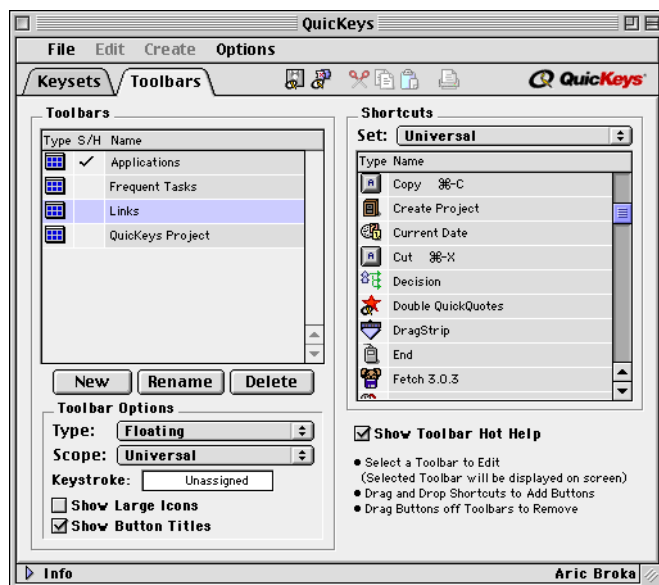 QuicKeys
File Edit Create Options
Keysets Toolbars QuicKeys
Toolbars
Type S/H Name
Applications
Frequent Tasks
Links
QuicKeys Project
New Rename Delete
Toolbar Options
Type: Floating
Scope: Universal
Keystroke: Unassigned
Show Large Icons
Show Button Titles
Shortcuts
Set: Universal
Type Name
Copy ⌘-C
Create Project
Current Date
Cut ⌘-X
Decision
Double QuickQuotes
DragStrip
End
Fetch 3.0.3
Show Toolbar Hot Help
• Select a Toolbar to Edit
(Selected Toolbar will be displayed on screen)
• Drag and Drop Shortcuts to Add Buttons
• Drag Buttons off Toolbars to Remove
Info
Aric Broka